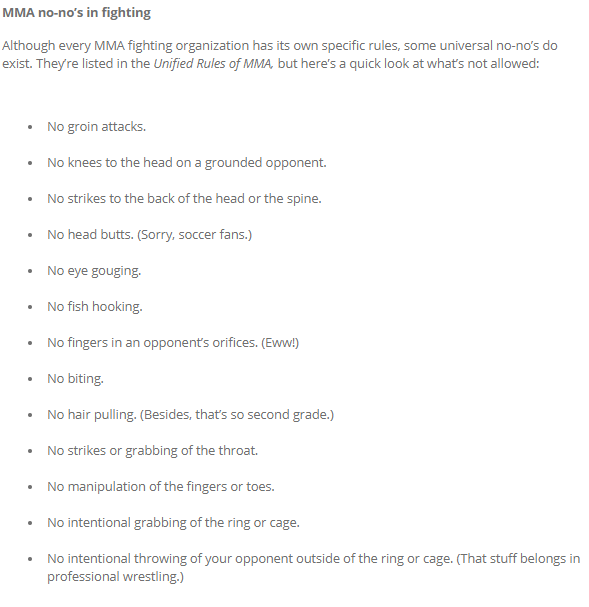 MMA no-no’s in fighting
Although every MMA fighting organization has its own specific rules, some universal no-no’s do
exist. They’re listed in the Unified Rules of MMA, but here’s a quick look at what’s not allowed:
• No groin attacks.
• No knees to the head on a grounded opponent.
• No strikes to the back of the head or the spine.
• No head butts. (Sorry, soccer fans.)
• No eye gouging.
• No fish hooking.
• No fingers in an opponent’s orifices. (Eww!)
• No biting.
• No hair pulling. (Besides, that’s so second grade.)
• No strikes or grabbing of the throat.
• No manipulation of the fingers or toes.
• No intentional grabbing of the ring or cage.
• No intentional throwing of your opponent outside of the ring or cage. (That stuff belongs in
professional wrestling.)